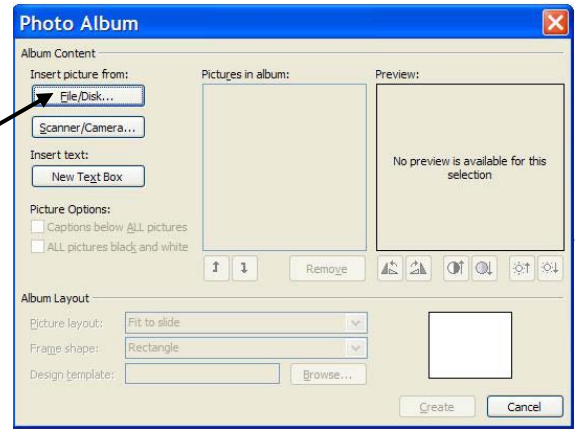 Photo Album
Album Content
Insert picture from:
File/Disk...
Scanner/Camera...
Insert text:
New Text Box
Picture Options:
Captions below ALL pictures
ALL pictures black and white
Pictures in album:
Remove
Preview:
No preview is available for this
selection
Album Layout
Picture layout: Fit to slide
Frame shape: Rectangle
Design template: Browse...
Create Cancel